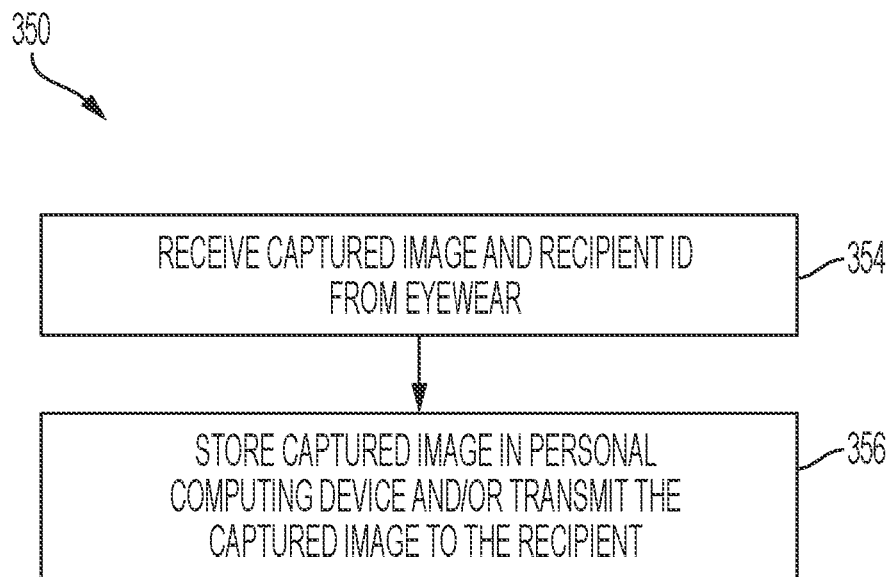 350
RECEIVE CAPTURED IMAGE AND RECIPIENT ID
FROM EYEWEAR
354
STORE CAPTURED IMAGE IN PERSONAL
COMPUTING DEVICE AND/OR TRANSMIT THE
CAPTURED IMAGE TO THE RECIPIENT
356